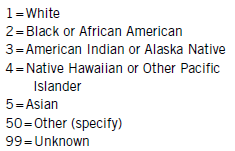 1=White
2=Black or African American
3=American Indian or Alaska Native
4=Native Hawaiian or Other Pacific
Islander
5=Asian
50=Other (specify)
99=Unknown